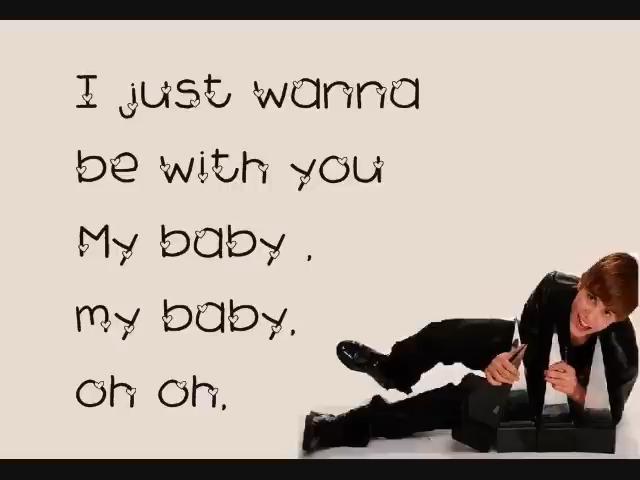 I just wanna
be with you
My baby ,
my baby,
oh oh,